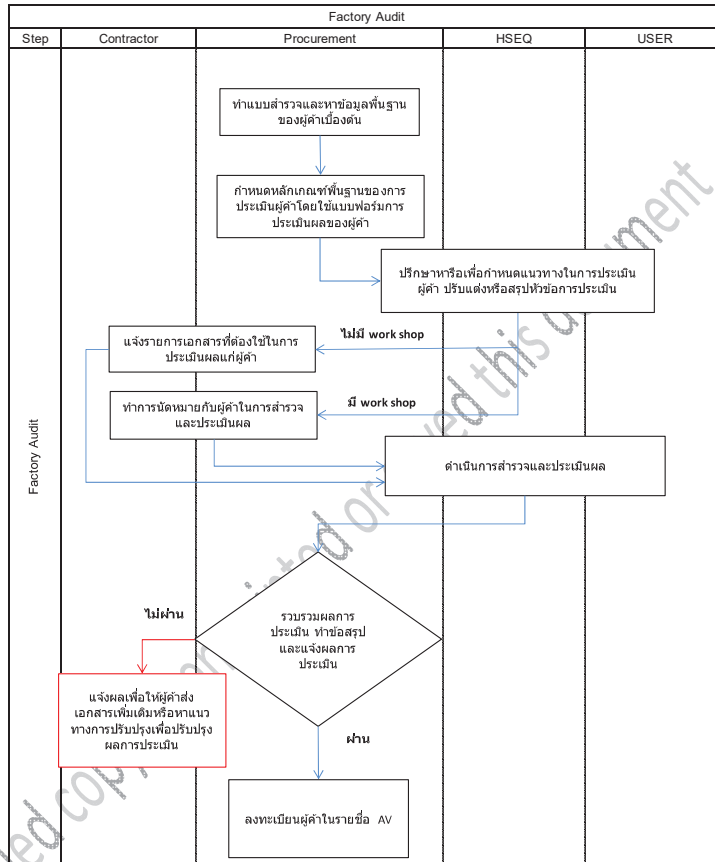 Factory Audit
Step Contractor Procurement HSEQ USER
ทำแบบสำรวจและหาข้อมูลพื้นฐาน
ของผู้ค้าเบื้องต้น
กำหนดหลักเกณฑ์พื้นฐานของการ
ประเมินผู้ค้าโดยใช้แบบฟอร์มการ
ประเมินผลของผู้ค้า
ปรึกษาหารือเพื่อกำหนดแนวทางในการประเมิน
ผู้ค้า ปรับแต่งหรือสรุปหัวข้อการประเมิน
ไม่มี work shop
แจ้งรายการเอกสารที่ต้องใช้ในการ
ประเมินผลแก่ผู้ค้า
มี work shop
ทำการนัดหมายกับผู้ค้าในการสำรวจ
และประเมินผล
Factory Audit
ดำเนินการสำรวจและประเมินผล
ไม่ผ่าน
รวบรวมผลการ
ประเมิน ทำข้อสรุป
และแจ้งผลการ
ประเมิน
แจ้งผลเพื่อให้ผู้ค้าส่ง
เอกสารเพิ่มเติมหรือหาแนว
ทางการปรับปรุงเพื่อปรับปรุง
ผลการประเมิน
ผ่าน
ลงทะเบียนผู้ค้าในรายชื่อ AV
this document